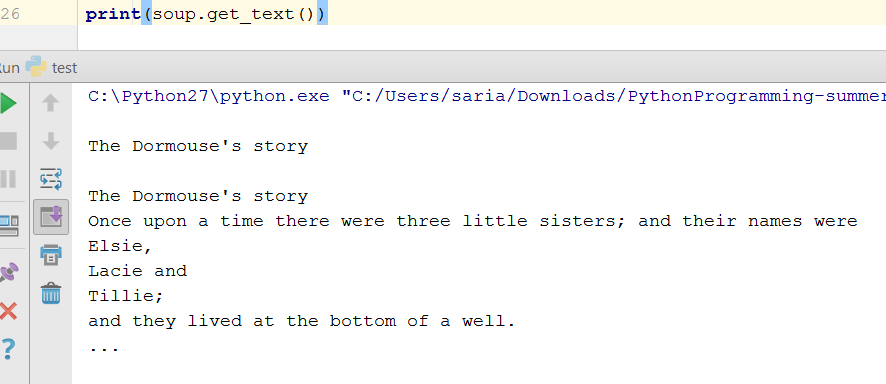 26 print(soup.get_text())
un test
C:\Python27\python.exe "C:/Users/saria/Downloads/PythonProgramming-summer
The Dormouse's story
The Dormouse's story
Once upon a time there were three little sisters; and their names were
Elsie,
Lacie and
Tillie;
and they lived at the bottom of a well.
...